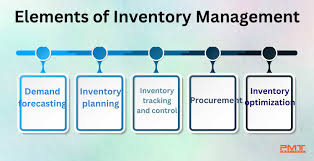 Elements of Inventory Management
Demand
forecasting
Inventory
planning
Inventory
tracking
and control
Procurement
Inventory
optimization